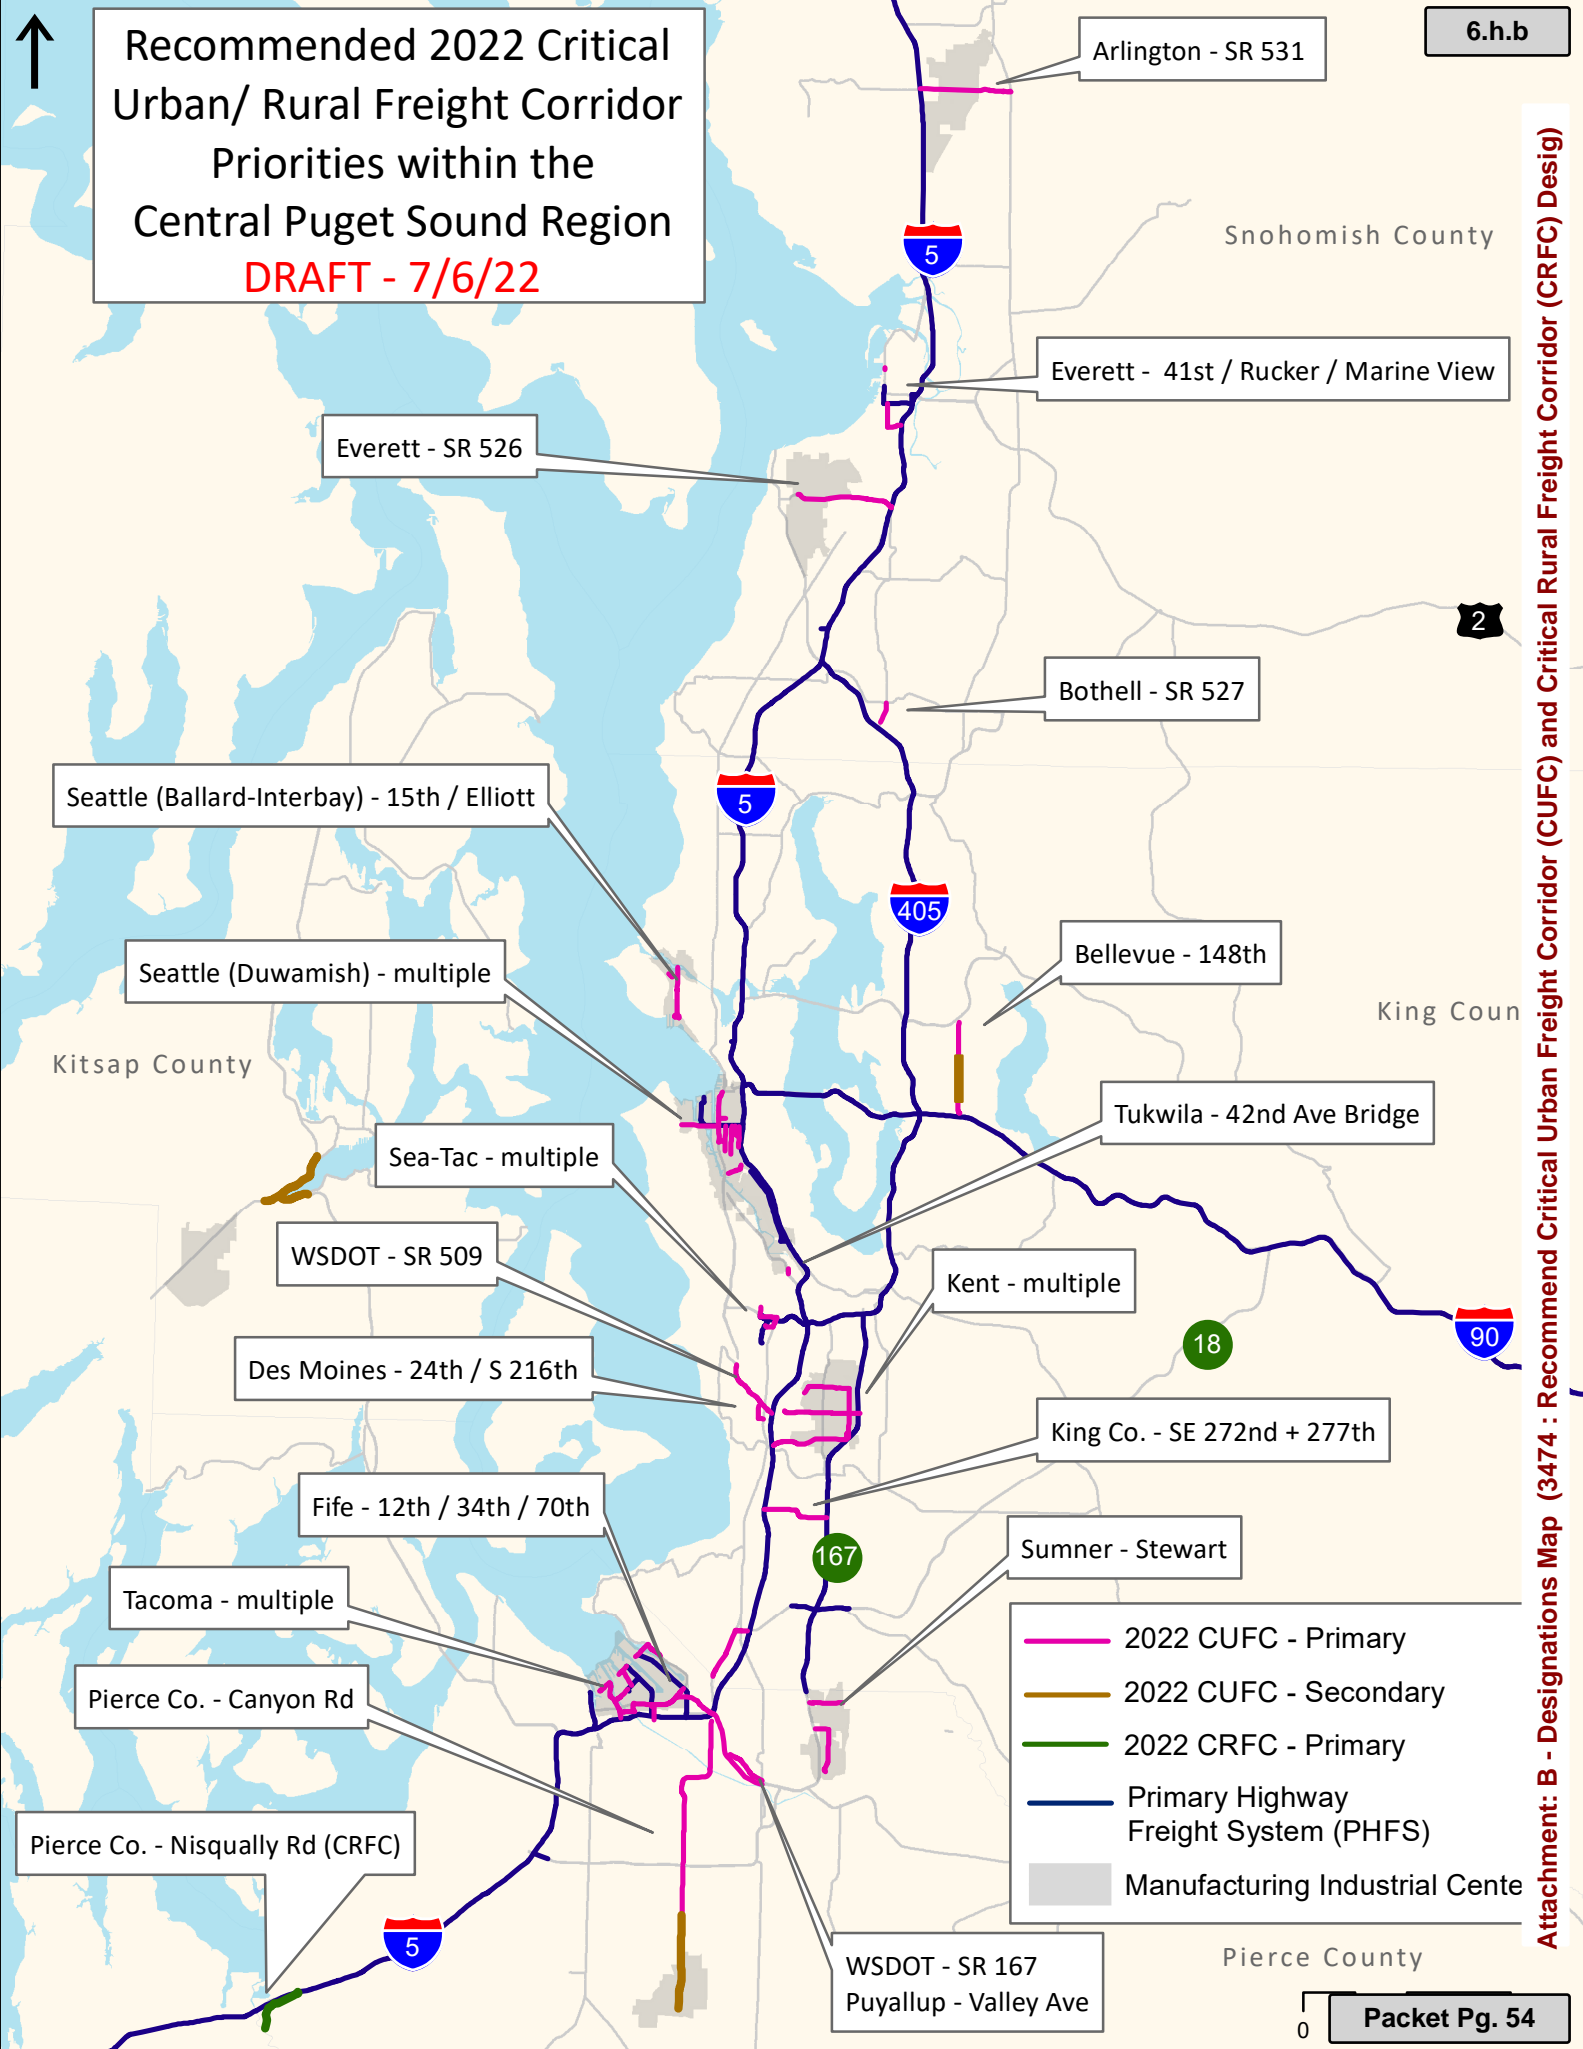 Recommended 2022 Critical
Urban/ Rural Freight Corridor
Priorities within the
Central Puget Sound Region
DRAFT - 7/6/22
6.h.b
Arlington - SR 531
Snohomish County
5
Everett -  41st / Rucker / Marine View
Everett - SR 526
2
Bothell - SR 527
Seattle (Ballard-Interbay) - 15th / Elliott
5
405
Bellevue - 148th
Seattle (Duwamish) - multiple
King Coun
Kitsap County
Tukwila - 42nd Ave Bridge
Sea-Tac - multiple
WSDOT - SR 509
Kent - multiple
18
90
Des Moines - 24th / S 216th
King Co. - SE 272nd + 277th
Fife - 12th / 34th / 70th
167
Sumner - Stewart
Tacoma - multiple
Pierce Co. - Canyon Rd
Pierce Co. - Nisqually Rd (CRFC)
5
WSDOT - SR 167
Puyallup - Valley Ave
2022 CUFC - Primary
2022 CUFC - Secondary
2022 CRFC - Primary
Primary Highway
Freight System (PHFS)
Manufacturing Industrial Cente
Pierce County
0
Packet Pg. 54
Attachment: B - Designations Map  (3474 : Recommend Critical Urban Freight Corridor (CUFC) and Critical Rural Freight Corridor (CRFC) Desig)